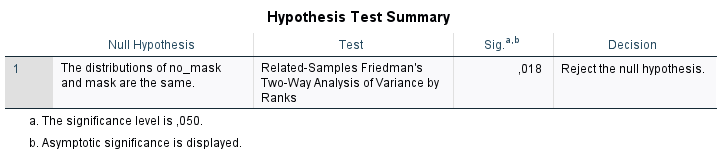 Hypothesis Test Summary
Null Hypothesis Test Sig.a,b Decision
1 The distributions of no_mask Related-Samples Friedman's ,018 Reject the null hypothesis.
and mask are the same. Two-Way Analysis of Variance by
Ranks
a. The significance level is ,050.
b. Asymptotic significance is displayed.